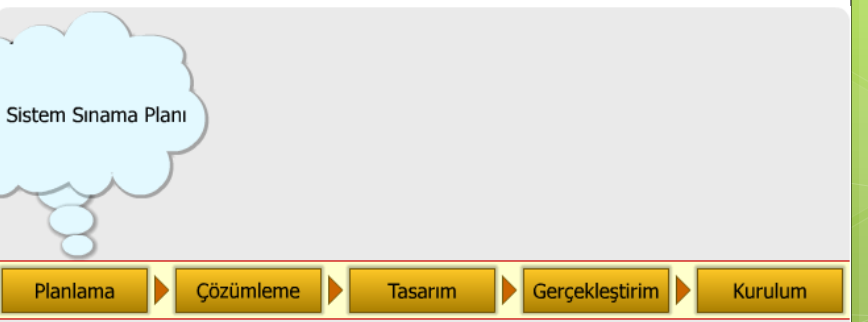 Sistem Sınama Planı
Planlama Çözümleme Tasarım Gerçekleştirim Kurulum